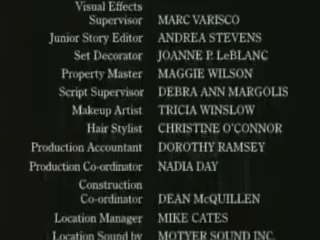 Visual Effects
Supervisor MARC VARISCO
Junior Story Editor ANDREA STEVENS
Set Decorator JOANNE P. LeBLANC
Property Master MAGGIE WILSON
Script Supervisor DEBRA ANN MARGOLIS
Makeup Artist TRICIA WINSLOW
Hair Stylist CHRISTINE O'CONNOR
Production Accountant DOROTHY RAMSEY
Production Co-ordinator NADIA DAY
Construction
Co-ordinator DEAN McQUILLEN
Location Manager MIKE CATES
Location Sound by MOTYER SOUND INC.